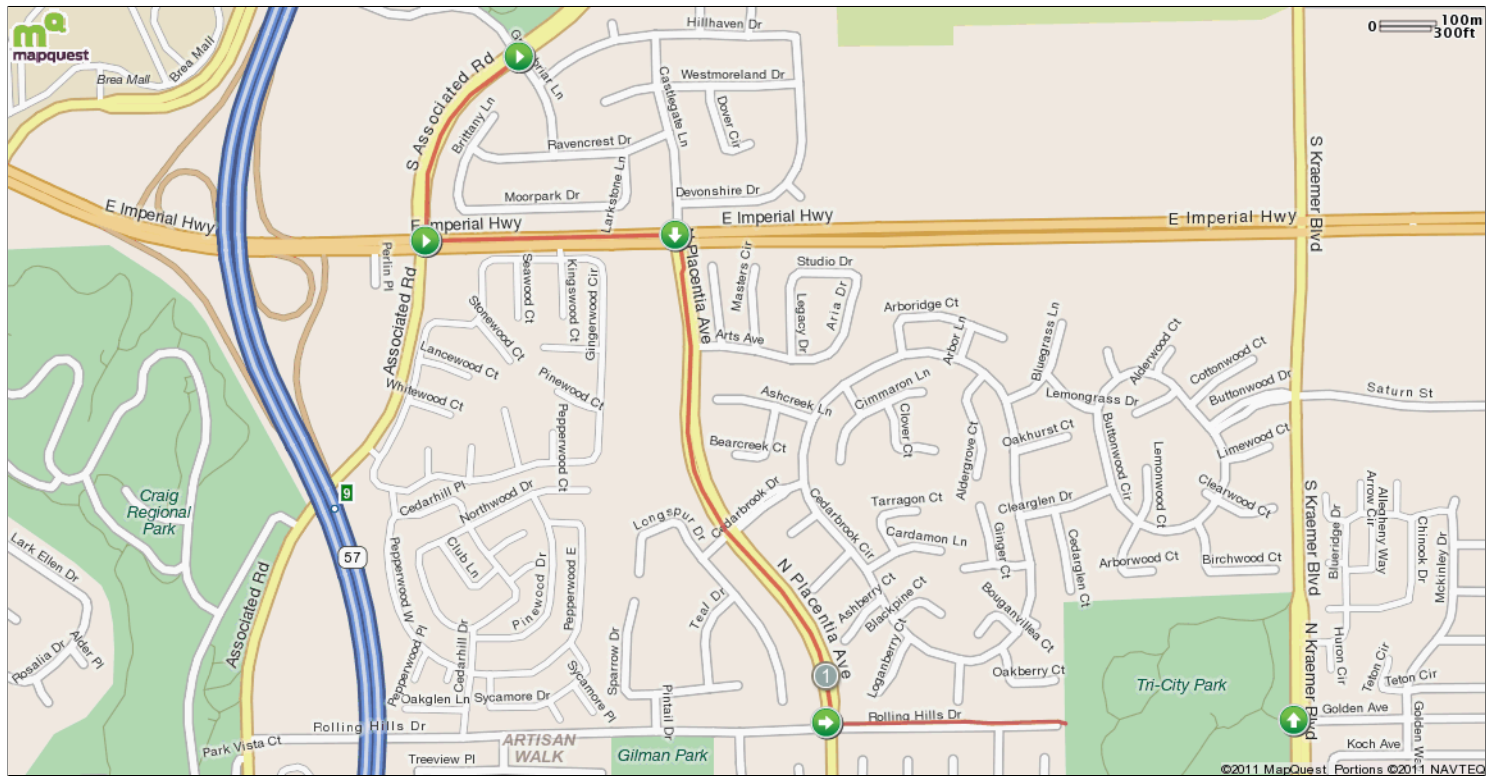 mapquest
Brea Mall
Brea Mall
100m
0
300ft
Hillhaven Dr
S Associated Rd
Westmoreland Dr
Castlegate Ln
Dover Cir
Brittany Ln
Ravencrest Dr
Larkstone Ln
Moorpark Dr
Devonshire Dr
S Kraemer Blvd
E Imperial Hwy
E Imperial Hwy
E Imperial Hwy
E Imperial Hwy
Perlin Pl
Associated Rd
Seawood Ct
Kingswood Ct
Gingerwood Cir
Stonewood Ct
N Placentia Ave
Masters Cir
Studio Dr
Legacy Dr
Aria Dr
Arts Ave
Arboridge Ct
Arbor Ln
Bluegrass Ln
Lancewood Ct
Whitewood Ct
Pinewood Ct
Alderwood Ct
Cottonwood Ct
Buttonwood Dr
Saturn St
Ashcreek Ln
Cimmaron Ln
Clover Ct
Lemongrass Dr
Bearcreek Ct
Pepperwood Ct
Aldergrove Ct
Oakhurst Ct
Buttonwood Cir
Lemonwood Ct
Limewood Ct
Clearwood Ct
Craig
Regional
Park
9
57
Cedarhill Pl
Northwood Dr
Cedarbrook Dr
Cedarbrook Cir
Tarragon Ct
Cardamon Ln
Clearglen Dr
Ginger Ct
Cedarglen Ct
Arborwood Ct
Birchwood Ct
S Kraemer Blvd
Blueridge Dr
Arrow Cir
Allegheny Way
Chinook Dr
Mckinley Dr
Lark Ellen Dr
Longspur Dr
Club Ln
Pinewood Dr
Pepperwood E
Pepperwood W
N Placentia Ave
Ashberry Ct
Blackpine Ct
Bouganvillea Ct
Teal Dr
Associated Rd
Rosalia Dr
Alder Pl
Pepperwood Pl
Cedarhill Dr
Sparrow Dr
Loganberry Ct
Oakberry Ct
Huron Cir
Teton Cir
Teton Cir
N Kraemer Blvd
Tri-City Park
1
Oakglen Ln
Sycamore Dr
Sycamore Pl
Pintail Dr
Rolling Hills Dr
Rolling Hills Dr
Golden Ave
Park Vista Ct
ARTISAN
WALK
Gilman Park
Treeview Pl
Koch Ave
©2011 MapQuest Portions ©2011 NAVTEQ